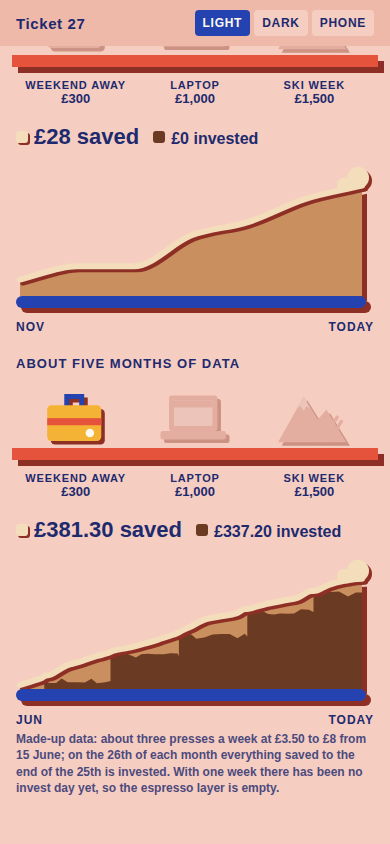 Ticket 27
LIGHT DARK PHONE
WEEKEND AWAY LAPTOP SKI WEEK
£300 £1,000 £1,500
£28 saved £0 invested
NOV TODAY
ABOUT FIVE MONTHS OF DATA
WEEKEND AWAY LAPTOP SKI WEEK
£300 £1,000 £1,500
£381.30 saved £337.20 invested
JUN TODAY
Made-up data: about three presses a week at £3.50 to £8 from
15 June; on the 26th of each month everything saved to the
end of the 25th is invested. With one week there has been no
invest day yet, so the espresso layer is empty.